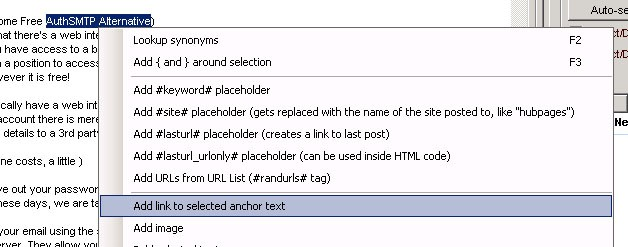 ome Free AuthSMTP Alternative)
Auto-se
hat there's a web inte
u have access to a b
n a position to access
vever it is free!
cally have a web int
account there is mere
details to a 3rd party
ne costs, a little )
ve out your passwor
hese days, we are ta
your email using the s
erver. They allow you
Lookup synonyms F2
Add { and } around selection F3
Add #keyword# placeholder
Add #site# placeholder (gets replaced with the name of the site posted to, like "hubpages")
Add #lasturl# placeholder (creates a link to last post)
Add #lasturl_urlonly# placeholder (can be used inside HTML code)
Add URLs from URL List (#randurls# tag)
Add link to selected anchor text
Add image
ct/D
ct/D
Ne